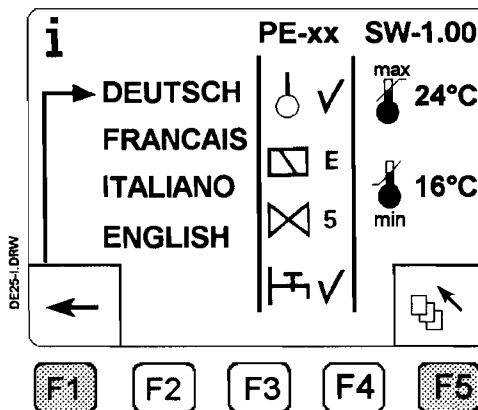 i PE-xx SW-1.00
DEUTSCH
FRANCAIS
ITALIANO
ENGLISH
✓
E
5
✓
max
24°C
16°C
min
DE25-I.DRW
F1 F2 F3 F4 F5